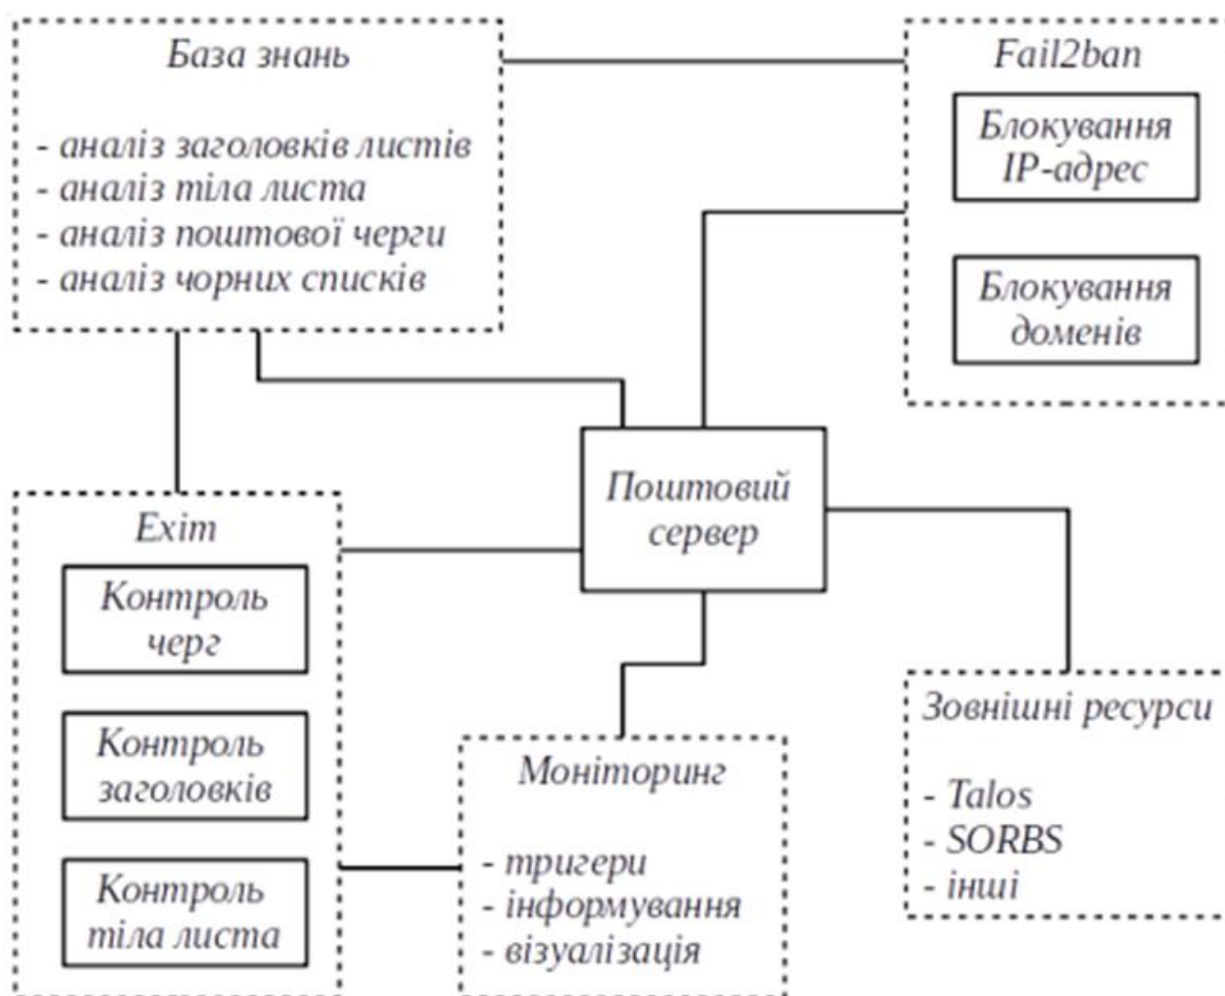 База знань
- аналіз заголовків листів
- аналіз тіла листа
- аналіз поштової черги
- аналіз чорних списків
Fail2ban
Блокування
IP-адрес
Блокування
доменів
Поштовий
сервер
Exim
Контроль
черг
Контроль
заголовків
Контроль
тіла листа
Моніторинг
- тригери
- інформування
- візуалізація
Зовнішні ресурси
- Talos
- SORBS
- інші